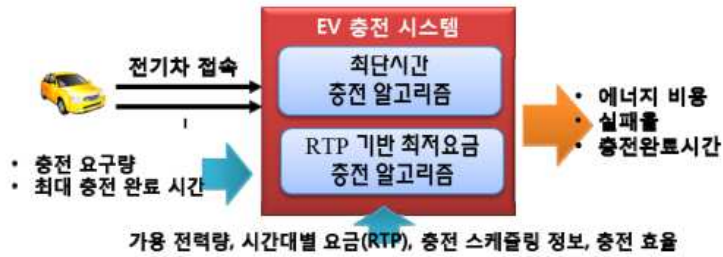 EV 충전 시스템
전기차 접속
최단시간
충전 알고리즘
RTP 기반 최저요금
충전 알고리즘
• 충전 요구량
• 최대 충전 완료 시간
• 에너지 비용
• 실패율
• 충전완료시간
가용 전력량, 시간대별 요금(RTP), 충전 스케쥴링 정보, 충전 효율